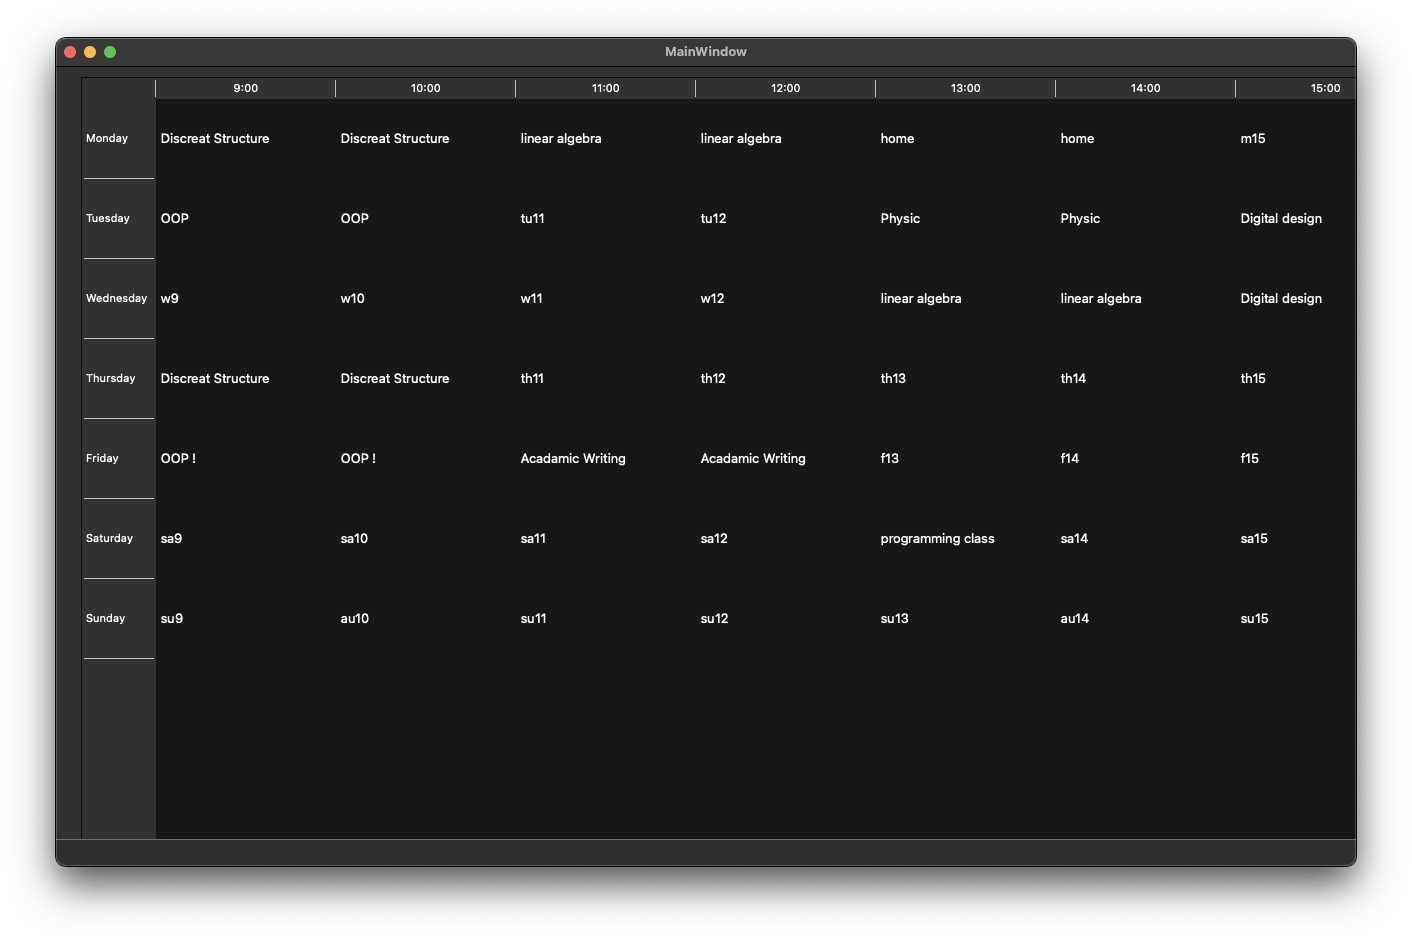 MainWindow
9:00 10:00 11:00 12:00 13:00 14:00 15:00
Monday Discreat Structure Discreat Structure linear algebra linear algebra home home m15
Tuesday OOP OOP tu11 tu12 Physic Physic Digital design
Wednesday w9 w10 w11 w12 linear algebra linear algebra Digital design
Thursday Discreat Structure Discreat Structure th11 th12 th13 th14 th15
Friday OOP ! OOP ! Acadamic Writing Acadamic Writing f13 f14 f15
Saturday sa9 sa10 sa11 sa12 programming class sa14 sa15
Sunday su9 au10 su11 su12 su13 au14 su15